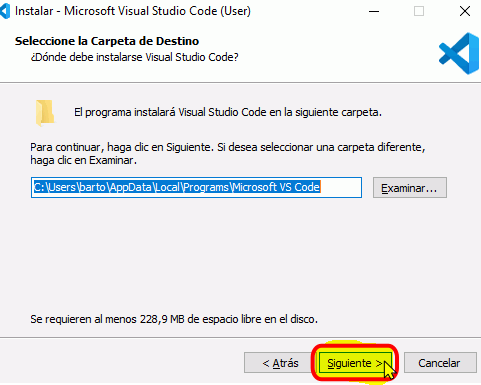 Instalar - Microsoft Visual Studio Code (User)
Seleccione la Carpeta de Destino
¿Dónde debe instalarse Visual Studio Code?
El programa instalará Visual Studio Code en la siguiente carpeta.
Para continuar, haga clic en Siguiente. Si desea seleccionar una carpeta diferente,
haga clic en Examinar.
C:\Users\barto\AppData\Local\Programs\Microsoft VS Code
Examinar...
Se requieren al menos 228,9 MB de espacio libre en el disco.
< Atrás
Siguiente >
Cancelar